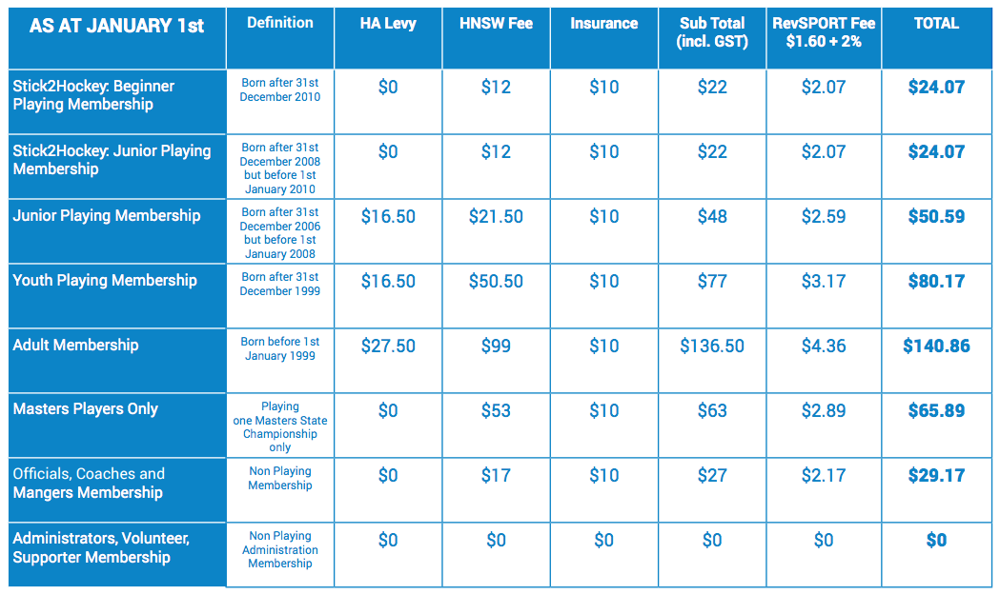 AS AT JANUARY 1st
Definition
HA Levy
HNSW Fee
Insurance
Sub Total
(incl. GST)
RevSPORT Fee
$1.60 + 2%
TOTAL
Stick2Hockey: Beginner
Playing Membership
Born after 31st
December 2010
$0
$12
$10
$22
$2.07
$24.07
Stick2Hockey: Junior Playing
Membership
Born after 31st
December 2008
but before 1st
January 2010
$0
$12
$10
$22
$2.07
$24.07
Junior Playing Membership
Born after 31st
December 2006
but before 1st
January 2008
$16.50
$21.50
$10
$48
$2.59
$50.59
Youth Playing Membership
Born after 31st
December 1999
$16.50
$50.50
$10
$77
$3.17
$80.17
Adult Membership
Born before 1st
January 1999
$27.50
$99
$10
$136.50
$4.36
$140.86
Masters Players Only
Playing
one Masters State
Championship
only
$0
$53
$10
$63
$2.89
$65.89
Officials, Coaches and
Mangers Membership
Non Playing
Membership
$0
$17
$10
$27
$2.17
$29.17
Administrators, Volunteer,
Supporter Membership
Non Playing
Administration
Membership
$0
$0
$0
$0
$0
$0